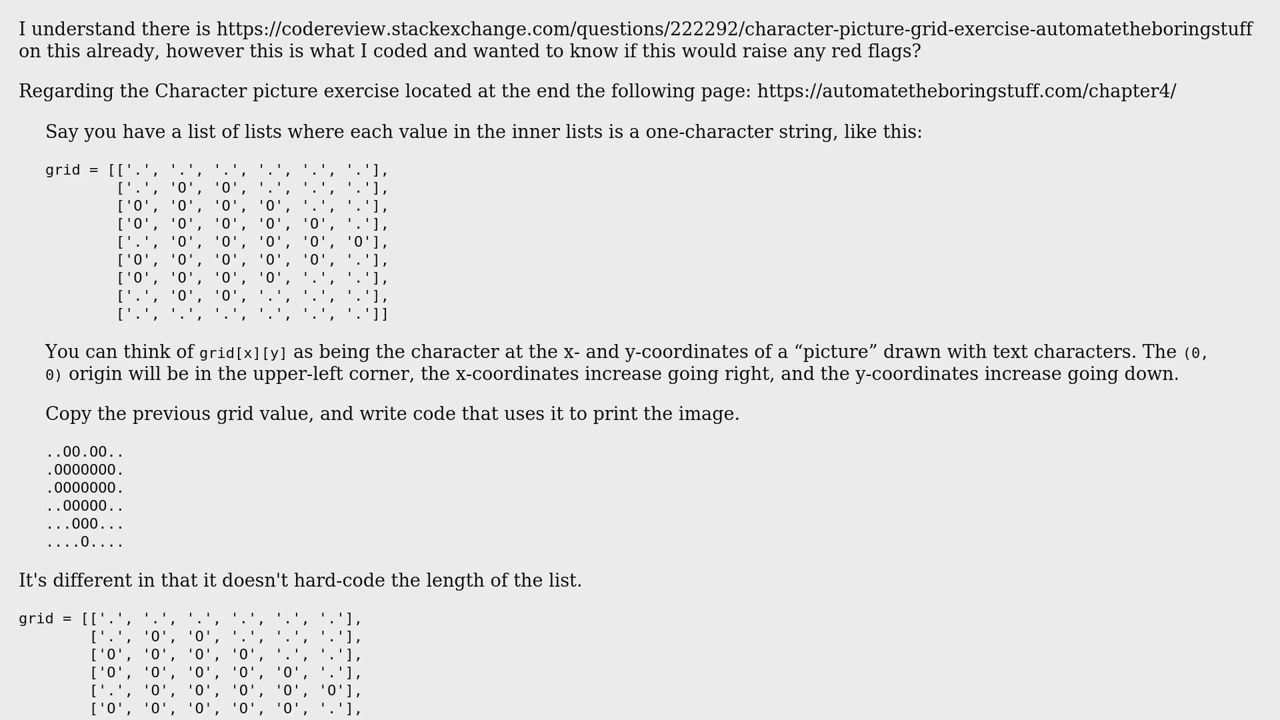 I understand there is https://codereview.stackexchange.com/questions/222292/character-picture-grid-exercise-automatetheboringstuff
on this already, however this is what I coded and wanted to know if this would raise any red flags?
Regarding the Character picture exercise located at the end the following page: https://automatetheboringstuff.com/chapter4/
Say you have a list of lists where each value in the inner lists is a one-character string, like this:
grid = [['.', '.', '.', '.', '.', '.'],
['.', 'O', 'O', '.', '.', '.'],
['O', 'O', 'O', 'O', '.', '.'],
['O', 'O', 'O', 'O', 'O', '.'],
['.', 'O', 'O', 'O', 'O', 'O'],
['O', 'O', 'O', 'O', 'O', '.'],
['O', 'O', 'O', 'O', '.', '.'],
['.', 'O', 'O', '.', '.', '.'],
['.', '.', '.', '.', '.', '.']]
You can think of grid[x][y] as being the character at the x- and y-coordinates of a “picture” drawn with text characters. The (0,
0) origin will be in the upper-left corner, the x-coordinates increase going right, and the y-coordinates increase going down.
Copy the previous grid value, and write code that uses it to print the image.
..OO.OO..
.OOOOOOO.
.OOOOOOO.
..OOOOO..
...OOO...
....O....
It's different in that it doesn't hard-code the length of the list.
grid = [['.', '.', '.', '.', '.', '.'],
['.', 'O', 'O', '.', '.', '.'],
['O', 'O', 'O', 'O', '.', '.'],
['O', 'O', 'O', 'O', 'O', '.'],
['.', 'O', 'O', 'O', 'O', 'O'],
['O', 'O', 'O', 'O', 'O', '.'],